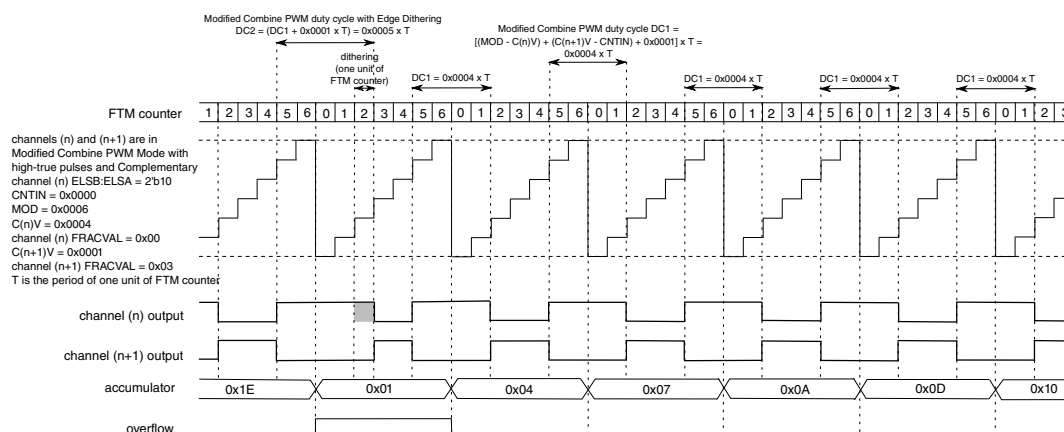 Modified Combine PWM duty cycle with Edge Dithering
DC2 = (DC1 + 0x0001 x T) = 0x0005 x T
Modified Combine PWM duty cycle DC1 =
[(MOD - C(n)V) + (C(n+1)V - CNTIN) + 0x0001] x T =
0x0004 x T
dithering
(one unit of
FTM counter)
DC1 = 0x0004 x T
DC1 = 0x0004 x T
DC1 = 0x0004 x T
DC1 = 0x0004 x T
FTM counter 1 2 3 4 5 6 0 1 2 3 4 5 6 0 1 2 3 4 5 6 0 1 2 3 4 5 6 0 1 2 3 4 5 6 0 1 2 3 4 5 6 0 1 2 3
channels (n) and (n+1) are in
Modified Combine PWM Mode with
high-true pulses and Complementary
channel (n) ELSB:ELSA = 2'b10
CNTIN = 0x0000
MOD = 0x0006
C(n)V = 0x0004
channel (n) FRACVAL = 0x00
C(n+1)V = 0x0001
channel (n+1) FRACVAL = 0x03
T is the period of one unit of FTM counter
channel (n) output
channel (n+1) output
accumulator 0x1E 0x01 0x04 0x07 0x0A 0x0D 0x10
overflow